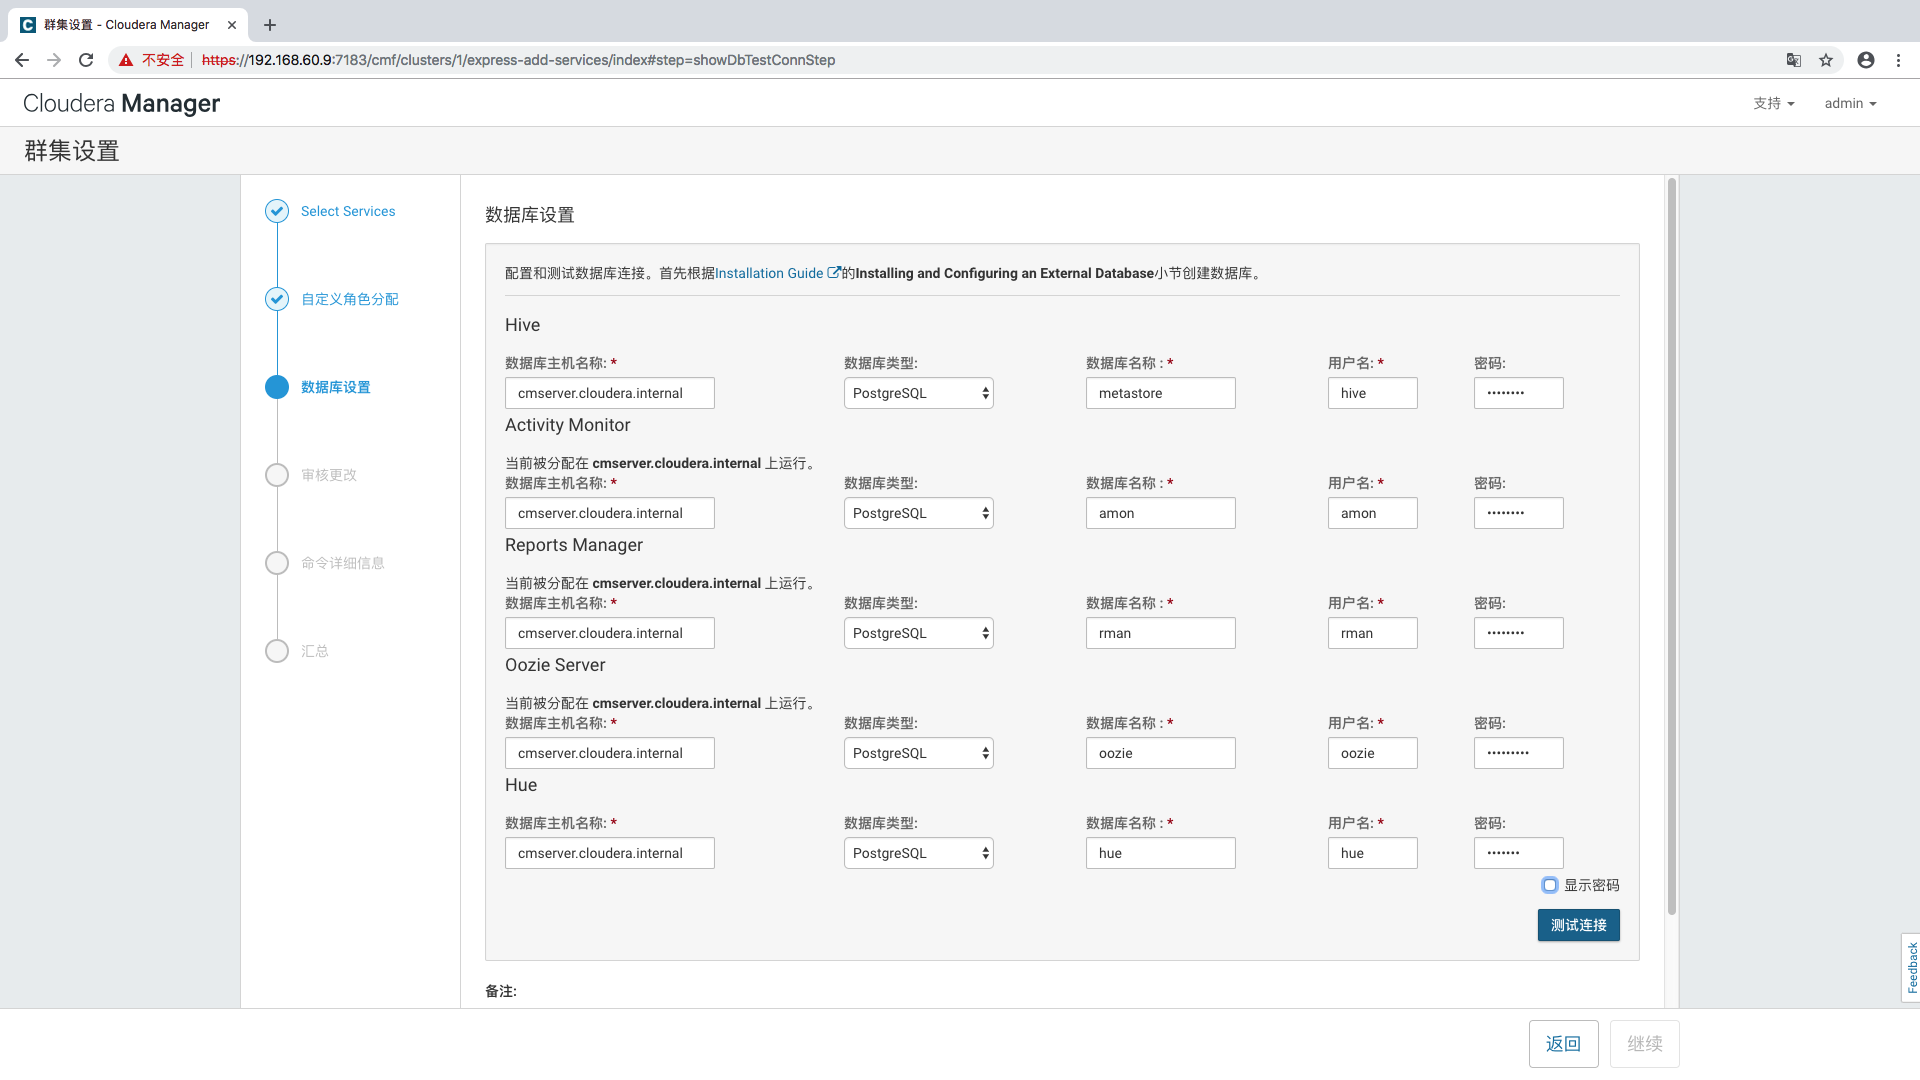 群集设置 - Cloudera Manager
不安全
https://192.168.60.9:7183/cmf/clusters/1/express-add-services/index#step=showDbTestConnStep
Cloudera Manager
支持
admin
群集设置
Select Services
自定义角色分配
数据库设置
审核更改
命令详细信息
汇总
数据库设置
配置和测试数据库连接。首先根据Installation Guide的Installing and Configuring an External Database小节创建数据库。
Hive
数据库主机名称: * 数据库类型: 数据库名称 : * 用户名: * 密码:
cmserver.cloudera.internal PostgreSQL metastore hive ••••••••
Activity Monitor
当前被分配在 cmserver.cloudera.internal 上运行。
数据库主机名称: * 数据库类型: 数据库名称 : * 用户名: * 密码:
cmserver.cloudera.internal PostgreSQL amon amon ••••••••
Reports Manager
当前被分配在 cmserver.cloudera.internal 上运行。
数据库主机名称: * 数据库类型: 数据库名称 : * 用户名: * 密码:
cmserver.cloudera.internal PostgreSQL rman rman ••••••••
Oozie Server
当前被分配在 cmserver.cloudera.internal 上运行。
数据库主机名称: * 数据库类型: 数据库名称 : * 用户名: * 密码:
cmserver.cloudera.internal PostgreSQL oozie oozie •••••••••
Hue
数据库主机名称: * 数据库类型: 数据库名称 : * 用户名: * 密码:
cmserver.cloudera.internal PostgreSQL hue hue •••••••
显示密码
测试连接
备注:
Feedback
返回
继续